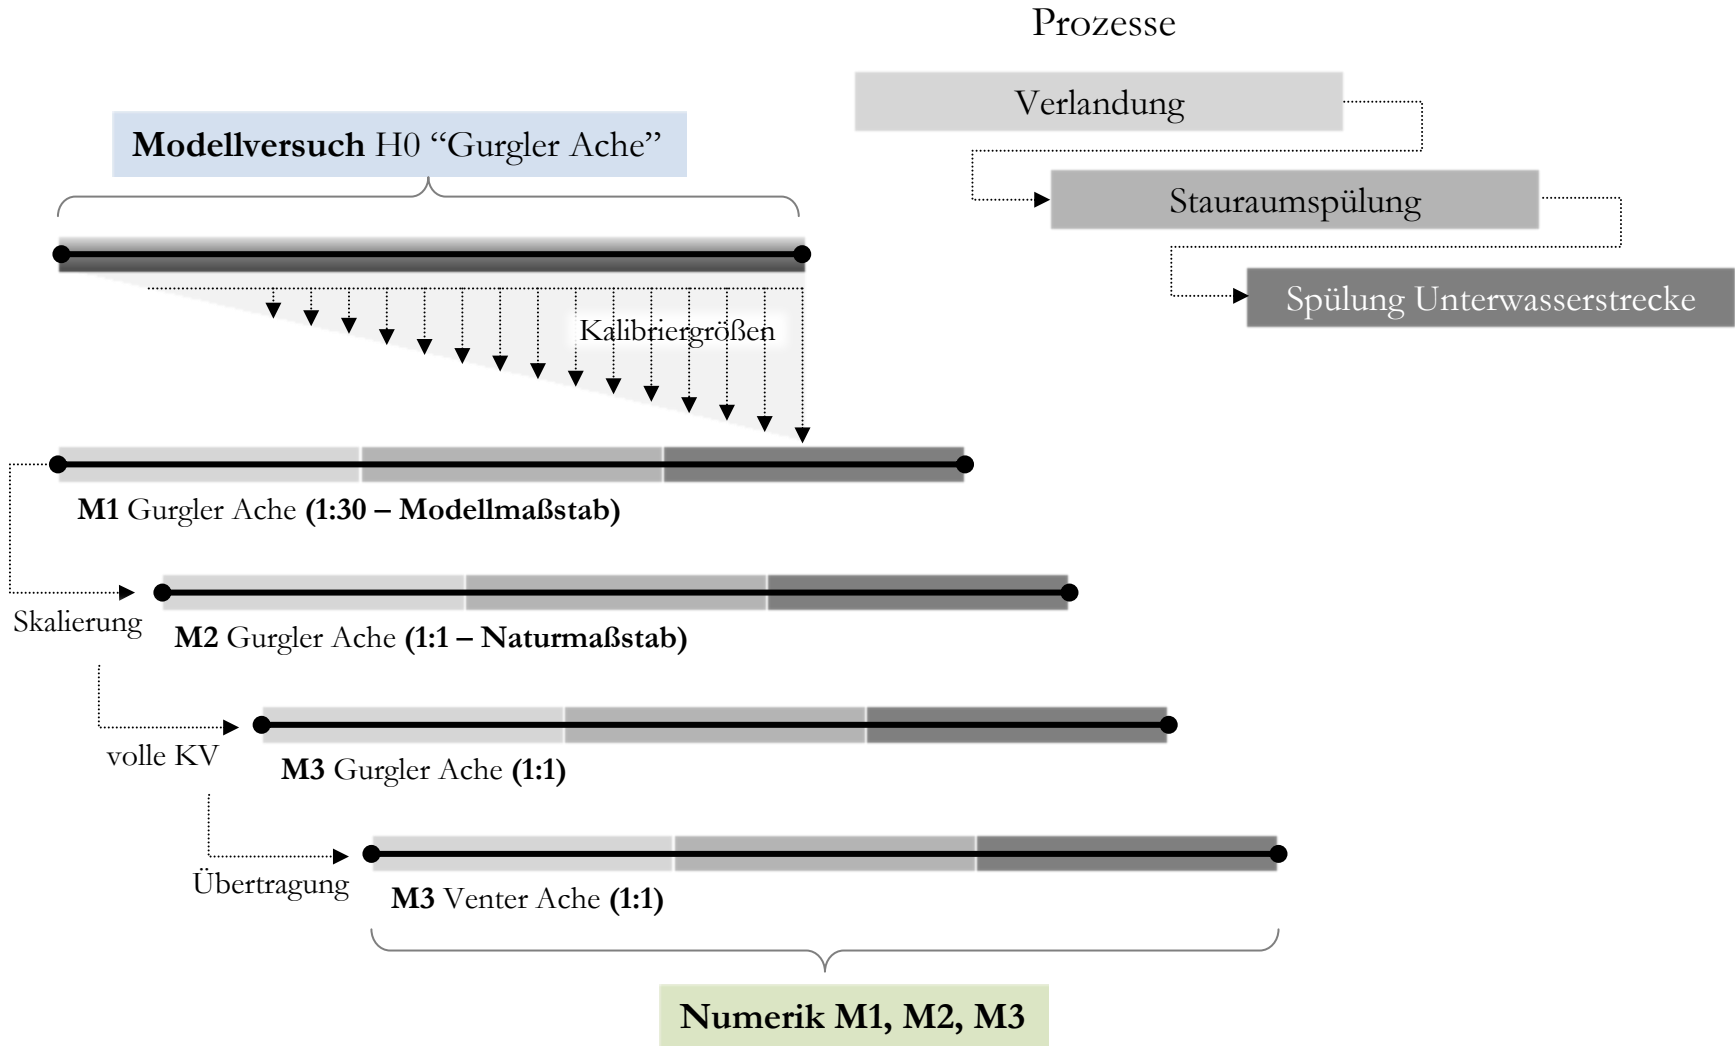 Prozesse
Verlandung
Modellversuch H0 “Gurgler Ache”
Stauraumspülung
Spülung Unterwasserstrecke
Kalibriergrößen
M1 Gurgler Ache (1:30 – Modellmaßstab)
Skalierung
M2 Gurgler Ache (1:1 – Naturmaßstab)
volle KV
M3 Gurgler Ache (1:1)
Übertragung
M3 Venter Ache (1:1)
Numerik M1, M2, M3